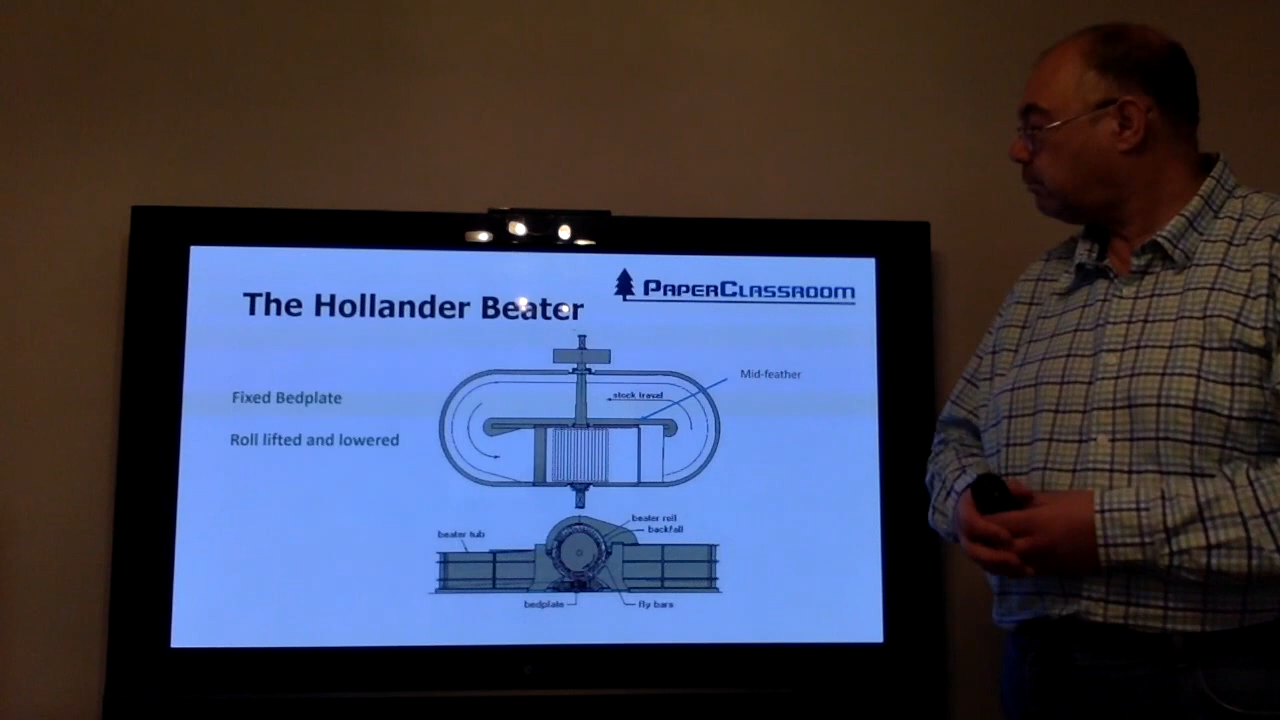 PaperClassroom
The Hollander Beater
Mid-feather
stock travel
Fixed Bedplate
Roll lifted and lowered
beater roll
backfall
beater tub
bedplate
fly bars